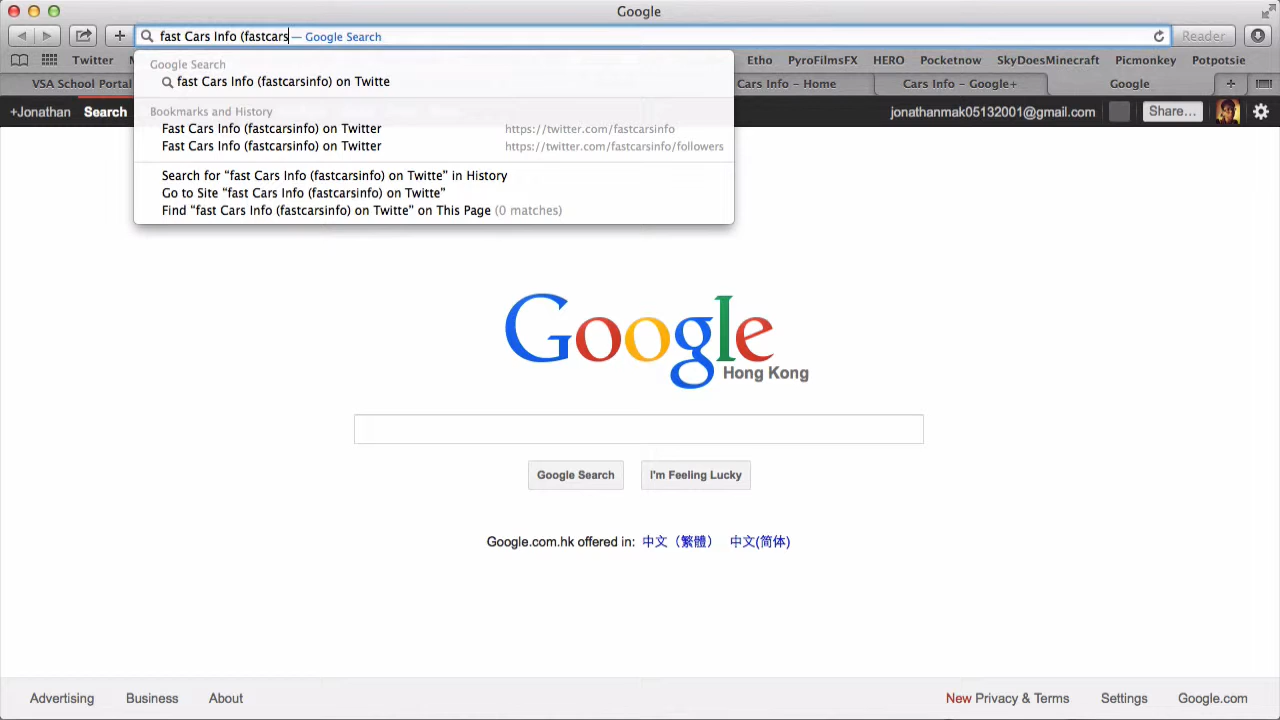 Google
fast Cars Info (fastcars — Google Search
Reader
Twitter
Etho PyroFilmsFX HERO Pocketnow SkyDoesMinecraft Picmonkey Potpotsie
VSA School Portal
Cars Info – Home
Cars Info – Google+
Google
+Jonathan Search
jonathanmak05132001@gmail.com
Share...
Google Search
fast Cars Info (fastcarsinfo) on Twitte
Bookmarks and History
Fast Cars Info (fastcarsinfo) on Twitter https://twitter.com/fastcarsinfo
Fast Cars Info (fastcarsinfo) on Twitter https://twitter.com/fastcarsinfo/followers
Search for “fast Cars Info (fastcarsinfo) on Twitte” in History
Go to Site “fast Cars Info (fastcarsinfo) on Twitte”
Find “fast Cars Info (fastcarsinfo) on Twitte” on This Page (0 matches)
Google
Hong Kong
Google Search I'm Feeling Lucky
Google.com.hk offered in: 中文（繁體） 中文(简体)
Advertising Business About New Privacy & Terms Settings Google.com